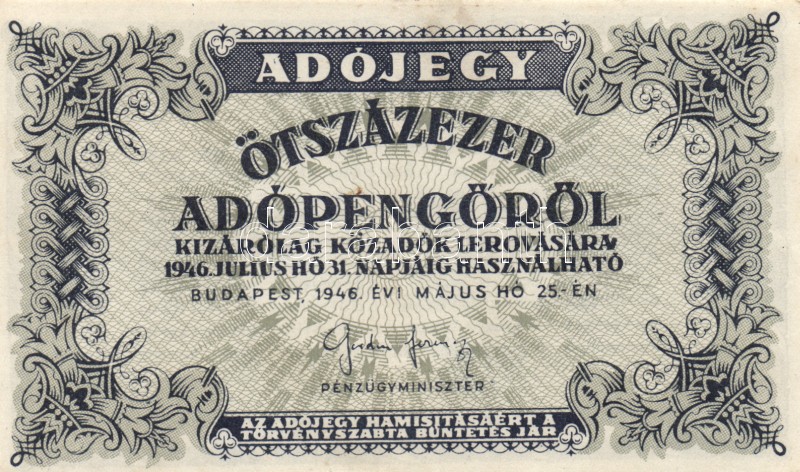 ADÓJEGY
ÖTSZÁZEZER
ADÓPENGŐRŐL
KIZÁRÓLAG KÖZADÓK LEROVÁSÁRA
1946. JULIUS HÓ 31. NAPJÁIG HASZNÁLHATÓ
BUDAPEST, 1946. ÉVI MÁJUS HÓ 25.-ÉN
PÉNZÜGYMINISZTER
AZ ADÓJEGY HAMISITÁSAÉRT A
TÖRVÉNYSZABTA BÜNTETÉS JÁR